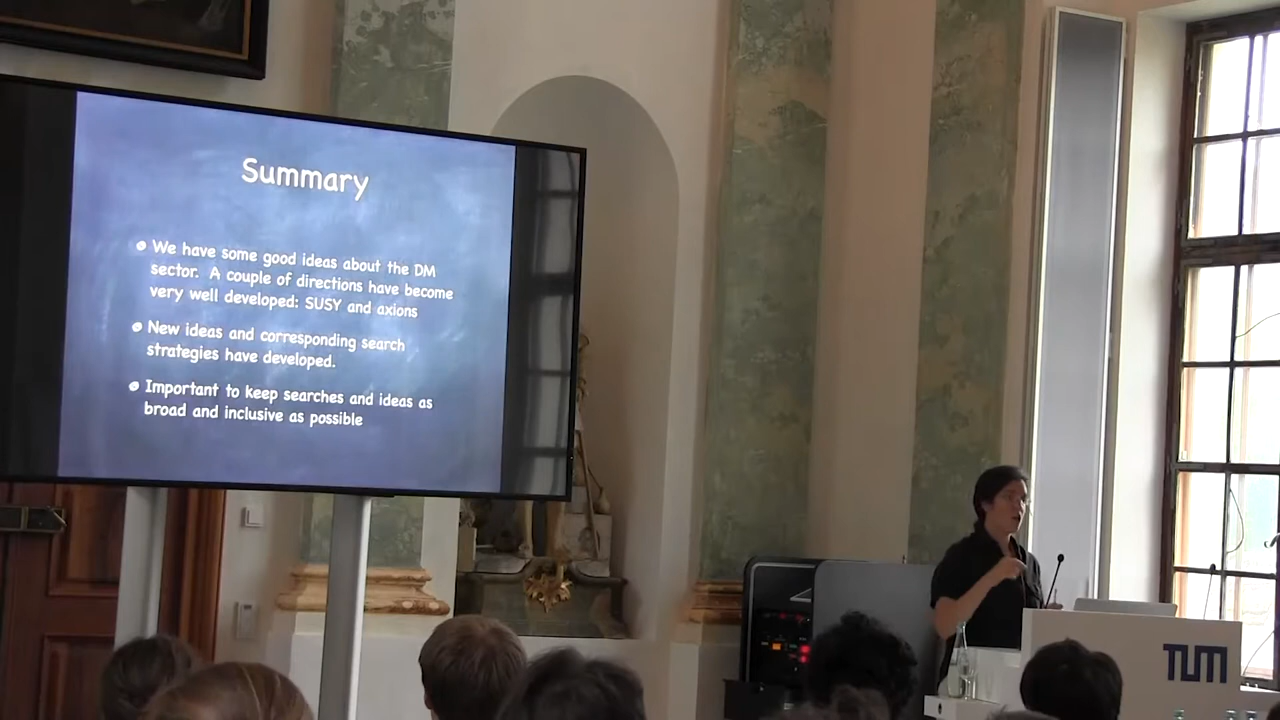 Summary
We have some good ideas about the DM
sector. A couple of directions have become
very well developed: SUSY and axions
New ideas and corresponding search
strategies have developed.
Important to keep searches and ideas as
broad and inclusive as possible
TUM